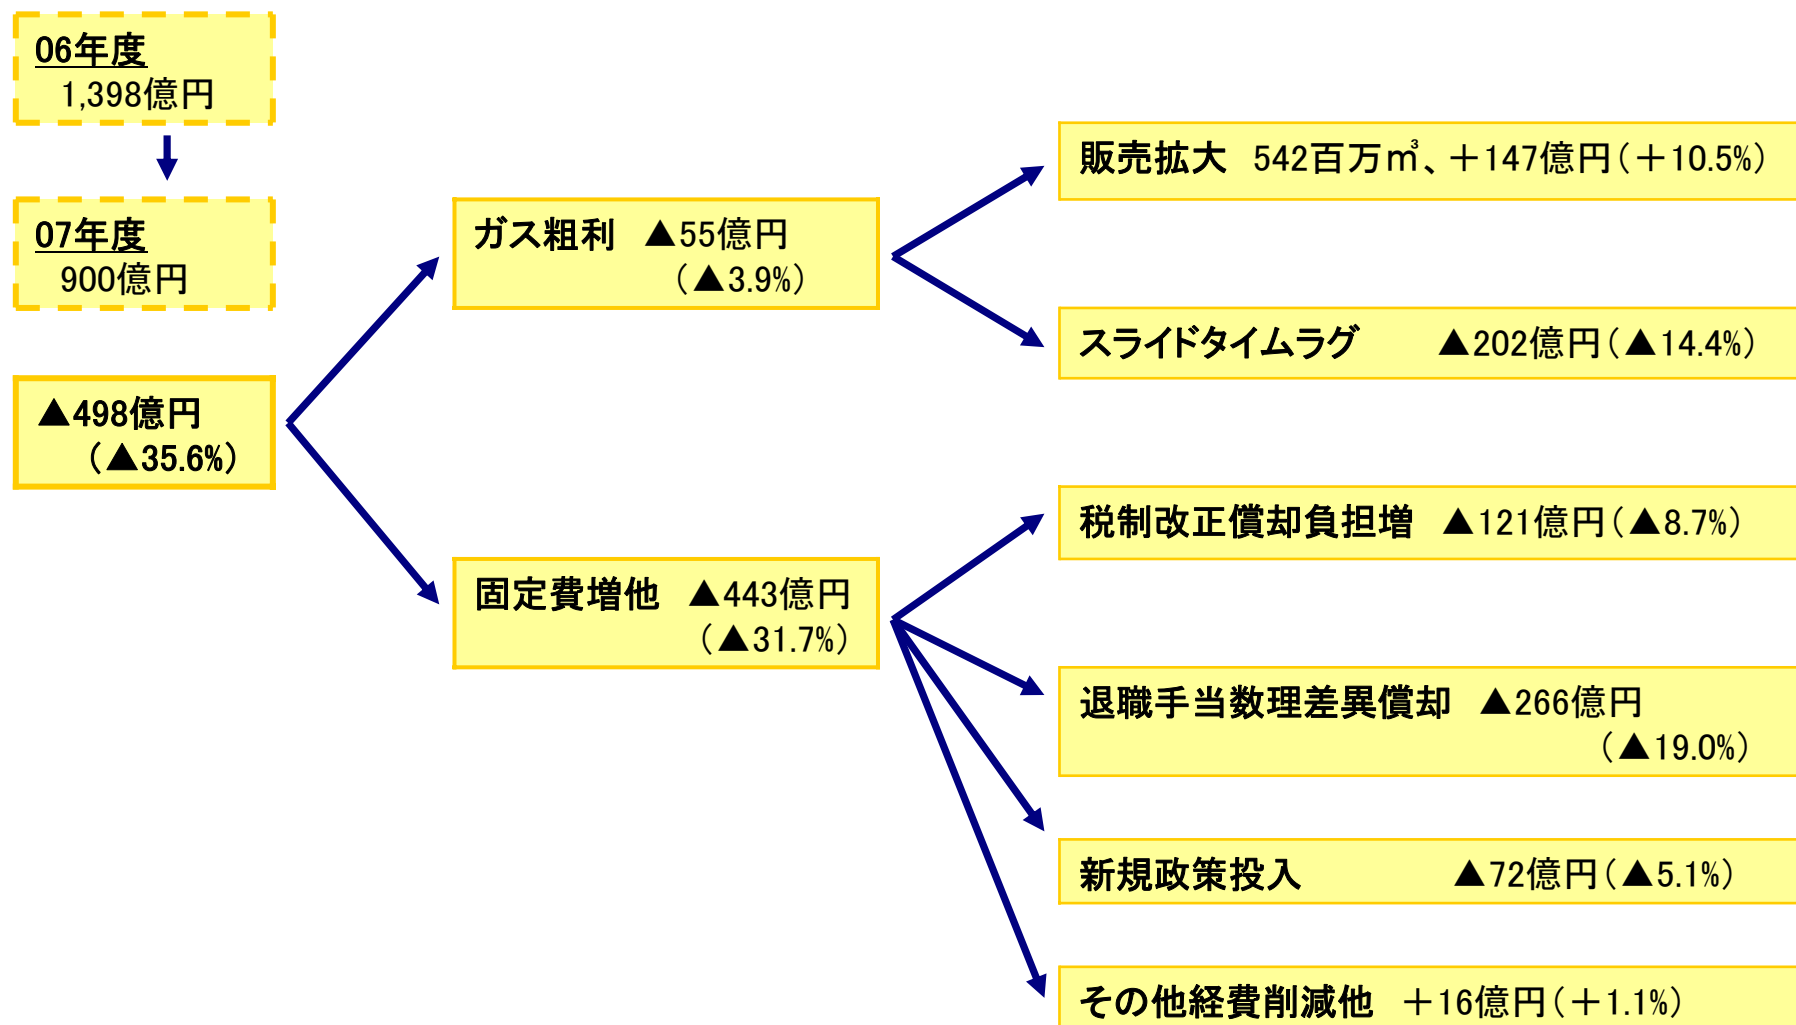 06年度
1,398億円
07年度
900億円
▲498億円
（▲35.6%）
ガス粗利　▲55億円
（▲3.9%）
固定費増他　▲443億円
（▲31.7%）
販売拡大　542百万㎥、＋147億円（＋10.5%）
スライドタイムラグ　　▲202億円（▲14.4%）
税制改正償却負担増　▲121億円（▲8.7%）
退職手当数理差異償却　▲266億円
（▲19.0%）
新規政策投入　　　　▲72億円（▲5.1%）
その他経費削減他　＋16億円（＋1.1%）